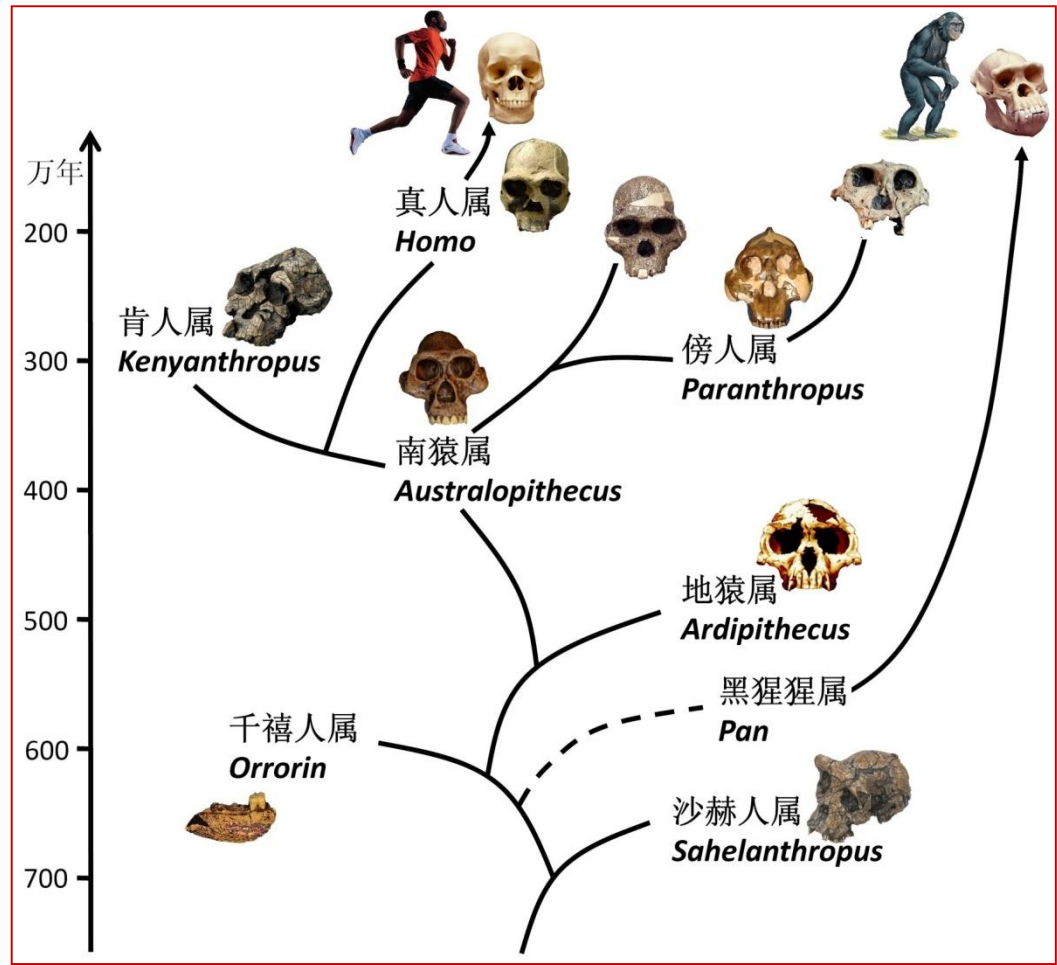 万年
200
300
400
500
600
700
真人属
Homo
肯人属
Kenyanthropus
傍人属
Paranthropus
南猿属
Australopithecus
地猿属
Ardipithecus
黑猩猩属
Pan
千禧人属
Orrorin
沙赫人属
Sahelanthropus